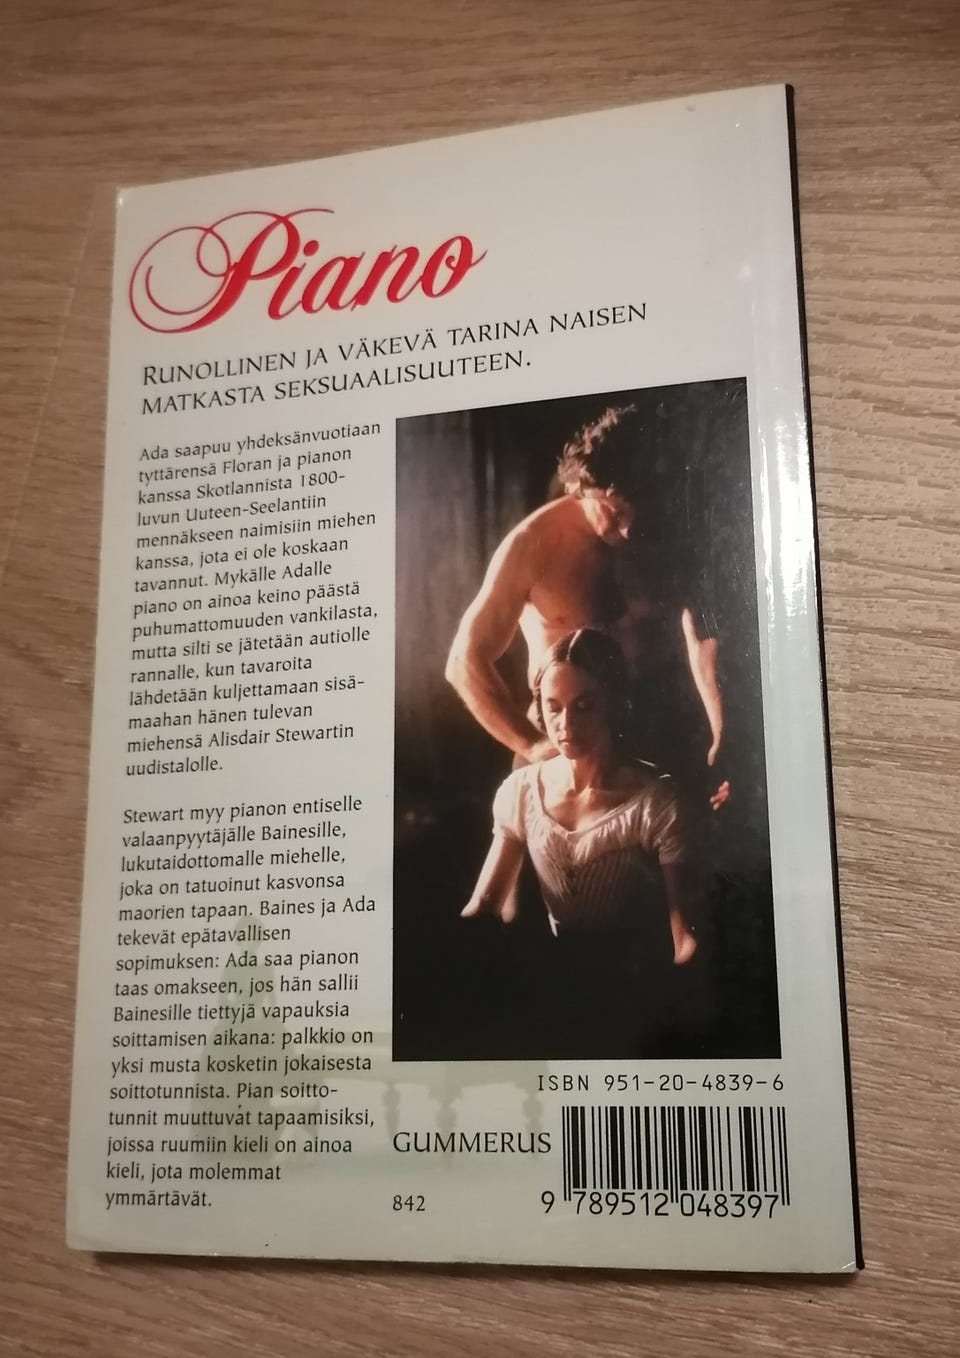 Piano
RUNOLLINEN JA VÄKEVÄ TARINA NAISEN
MATKASTA SEKSUAALISUUTEEN.
Ada saapuu yhdeksänvuotiaan
tyttärensä Floran ja pianon
kanssa Skotlannista 1800-
luvun Uuteen-Seelantiin
mennäkseen naimisiin miehen
kanssa, jota ei ole koskaan
tavannut. Mykälle Adalle
piano on ainoa keino päästä
puhumattomuuden vankilasta,
mutta silti se jätetään autiolle
rannalle, kun tavaroita
lähdetään kuljettamaan sisä-
maahan hänen tulevan
miehensä Alisdair Stewartin
uudistalolle.
Stewart myy pianon entiselle
valaanpyytäjälle Bainesille,
lukutaidottomalle miehelle,
joka on tatuoinut kasvonsa
maorien tapaan. Baines ja Ada
tekevät epätavallisen
sopimuksen: Ada saa pianon
taas omakseen, jos hän sallii
Bainesille tiettyjä vapauksia
soittamisen aikana: palkkio on
yksi musta kosketin jokaisesta
soittotunnista. Pian soitto-
tunnit muuttuvat tapaamisiksi,
joissa ruumiin kieli on ainoa
kieli, jota molemmat
ymmärtävät.
ISBN 951-20-4839-6
GUMMERUS
842
9 789512 048397